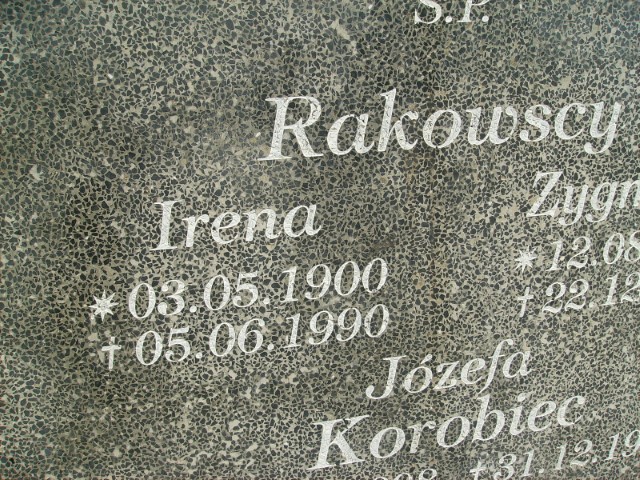 S.P.
Rakowscy
Irena
* 03.05.1900
† 05.06.1990
Zygm
* 12.08
† 22.12
Józefa
Korobiec
† 31.12.19